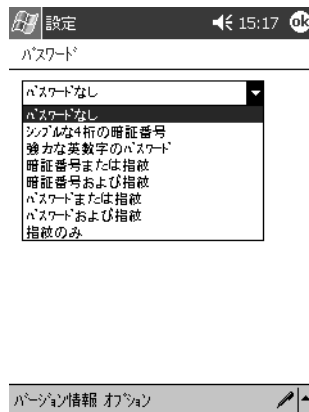 設定 15:17 ok
パスワード
パスワードなし
パスワードなし
シンプルな4桁の暗証番号
強力な英数字のパスワード
暗証番号または指紋
暗証番号および指紋
パスワードまたは指紋
パスワードおよび指紋
指紋のみ
バージョン情報 オプション